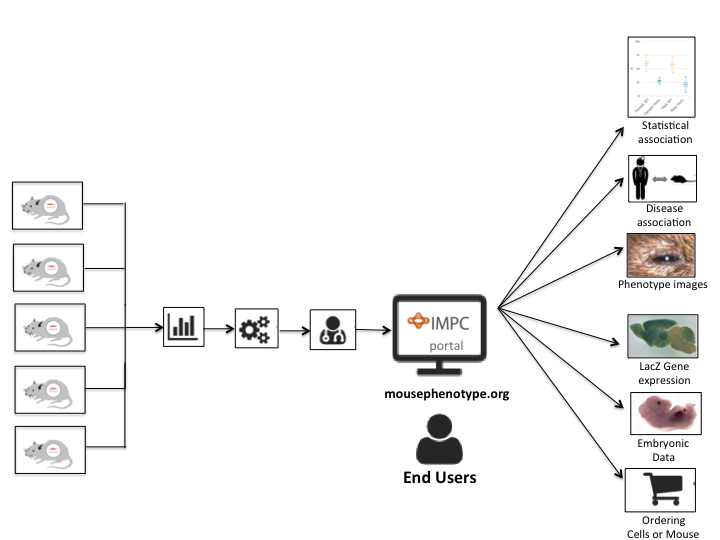 Statistical
association
Disease
association
Phenotype images
IMPC
portal
LacZ Gene
expression
mousephenotype.org
Embryonic
Data
End Users
Ordering
Cells or Mouse